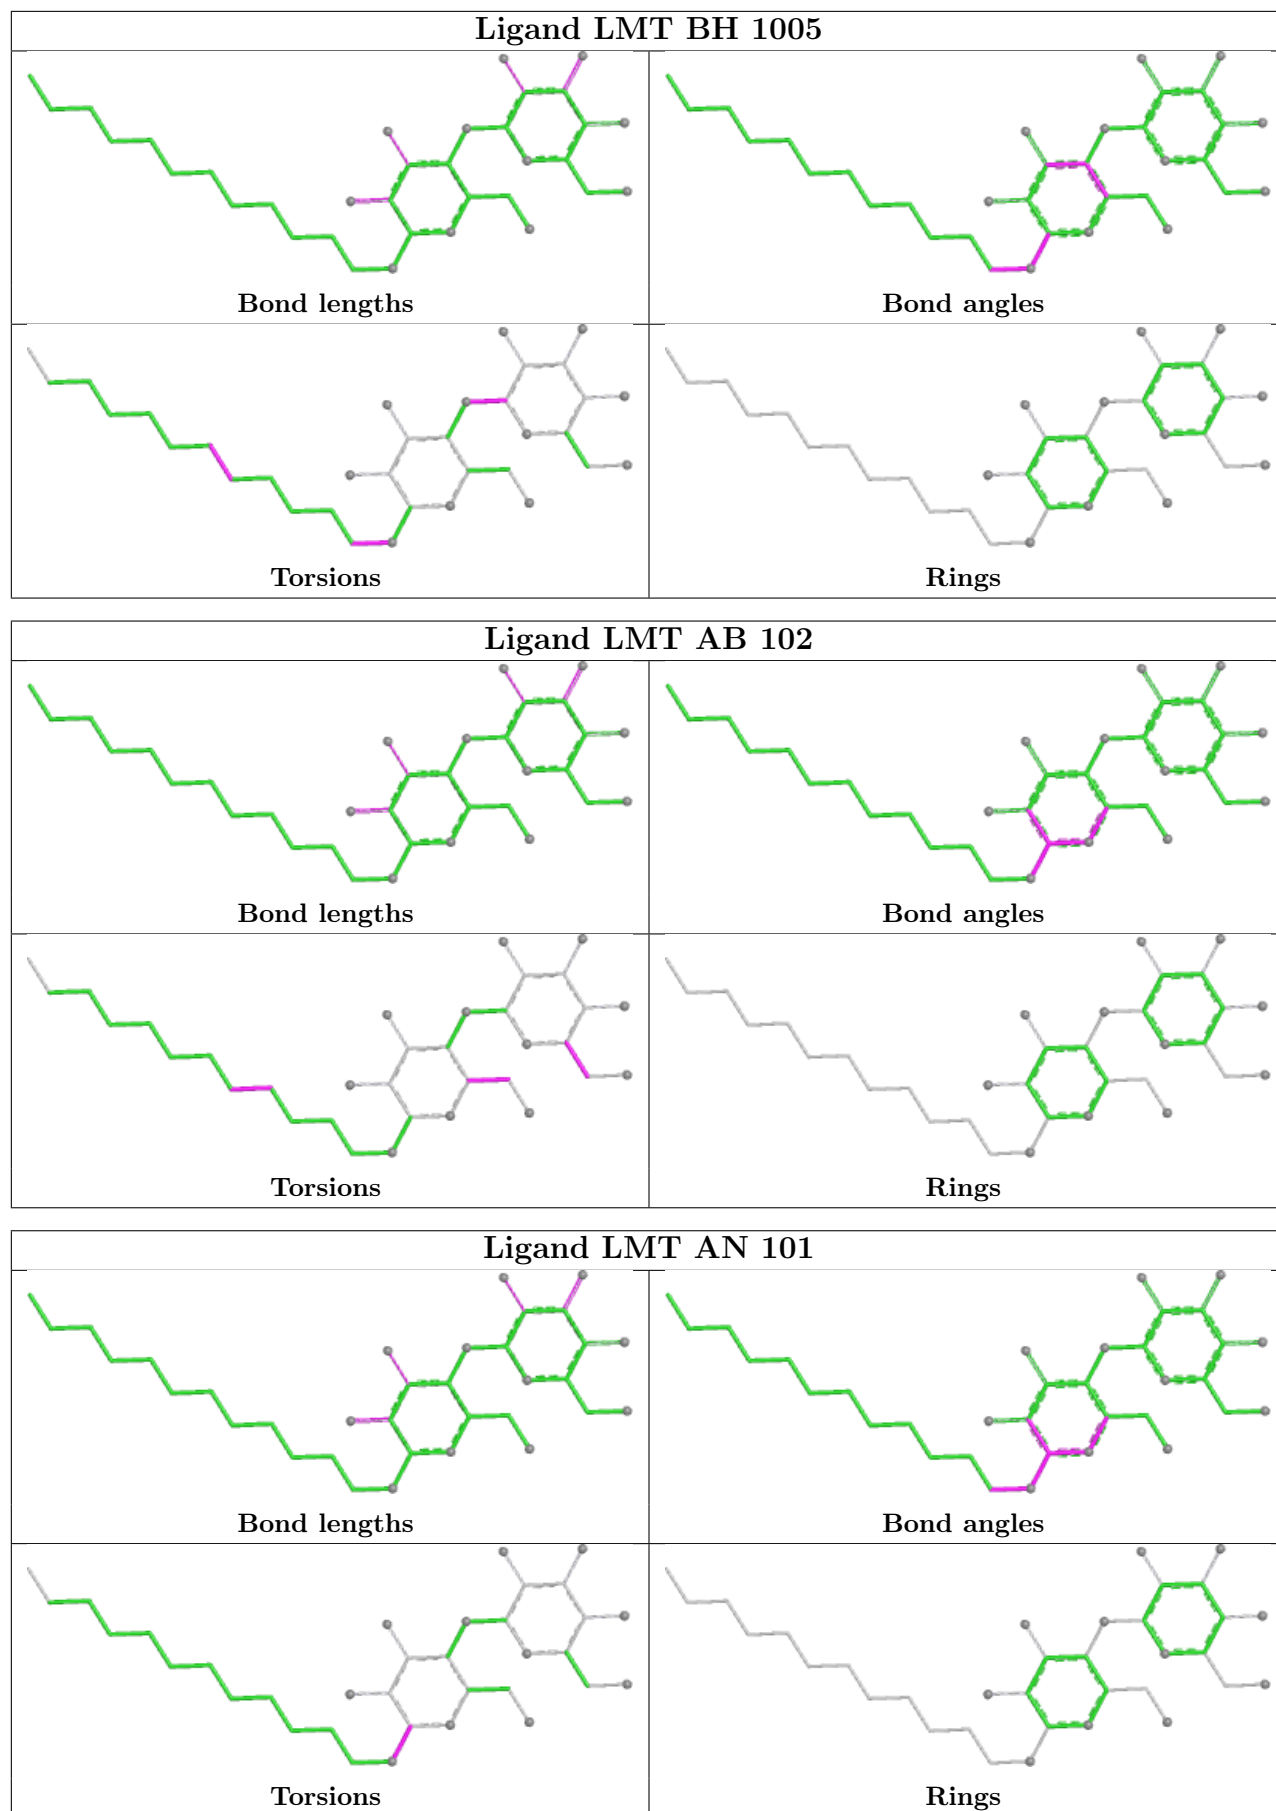 Ligand LMT BH 1005
Bond lengths
Bond angles
Torsions
Rings
Ligand LMT AB 102
Bond lengths
Bond angles
Torsions
Rings
Ligand LMT AN 101
Bond lengths
Bond angles
Torsions
Rings